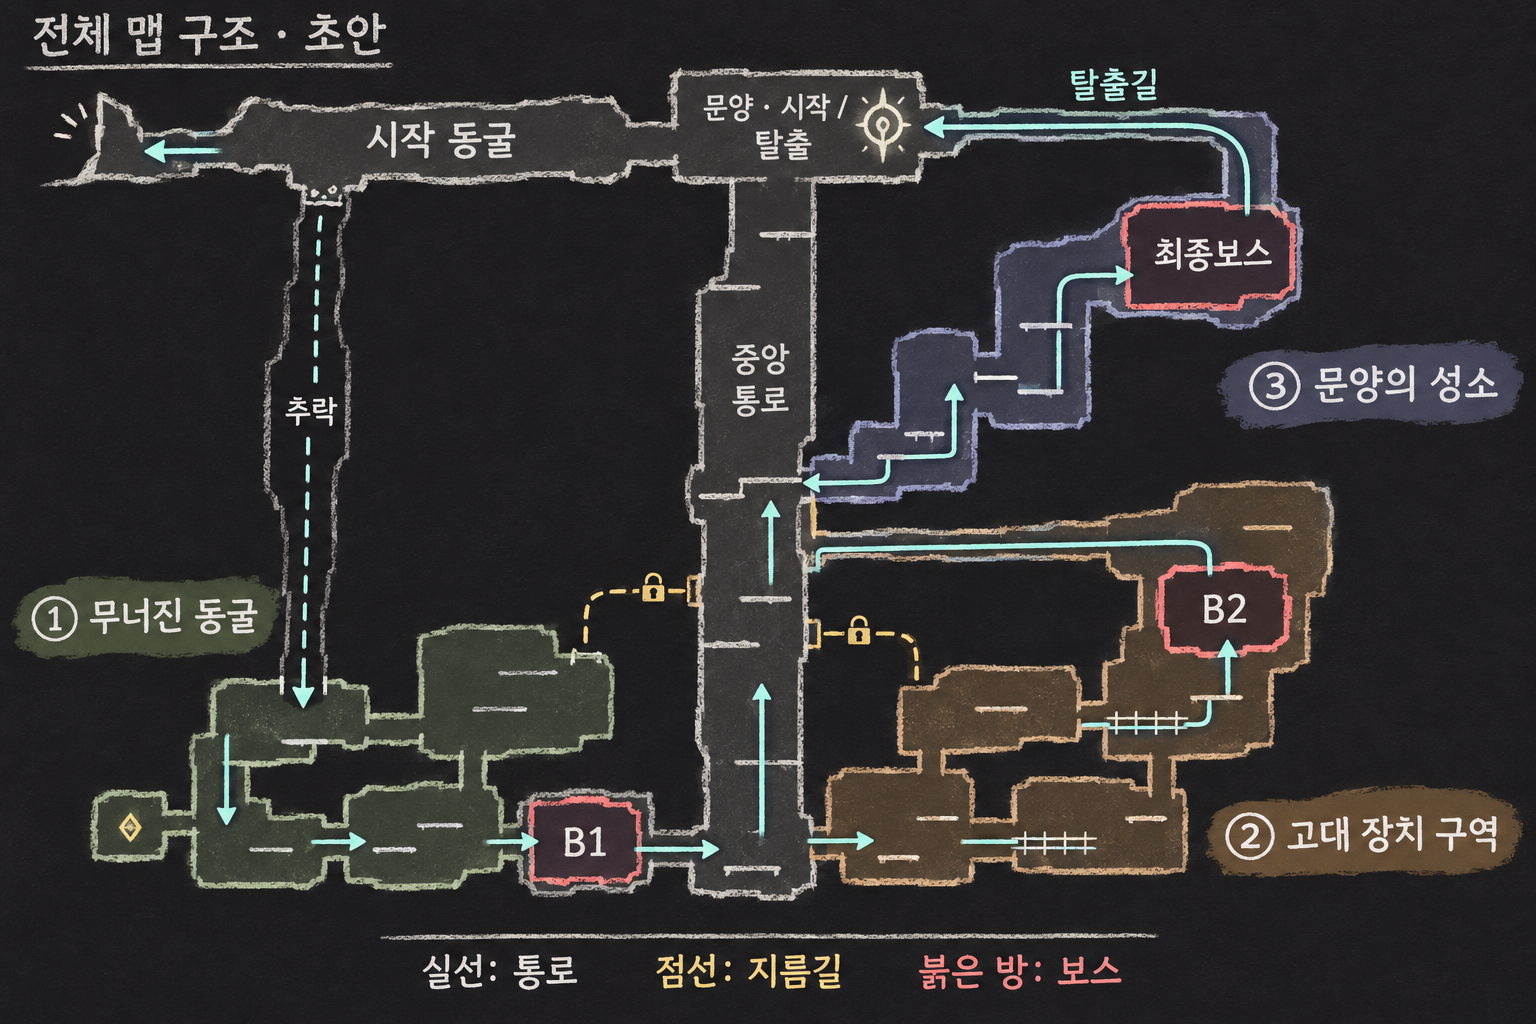 전체 맵 구조 · 초안
탈출길
시작 동굴
문양 · 시작 /
탈출
최종보스
중앙
통로
추락
③ 문양의 성소
① 무너진 동굴
B2
B1
② 고대 장치 구역
실선: 통로
점선: 지름길
붉은 방: 보스